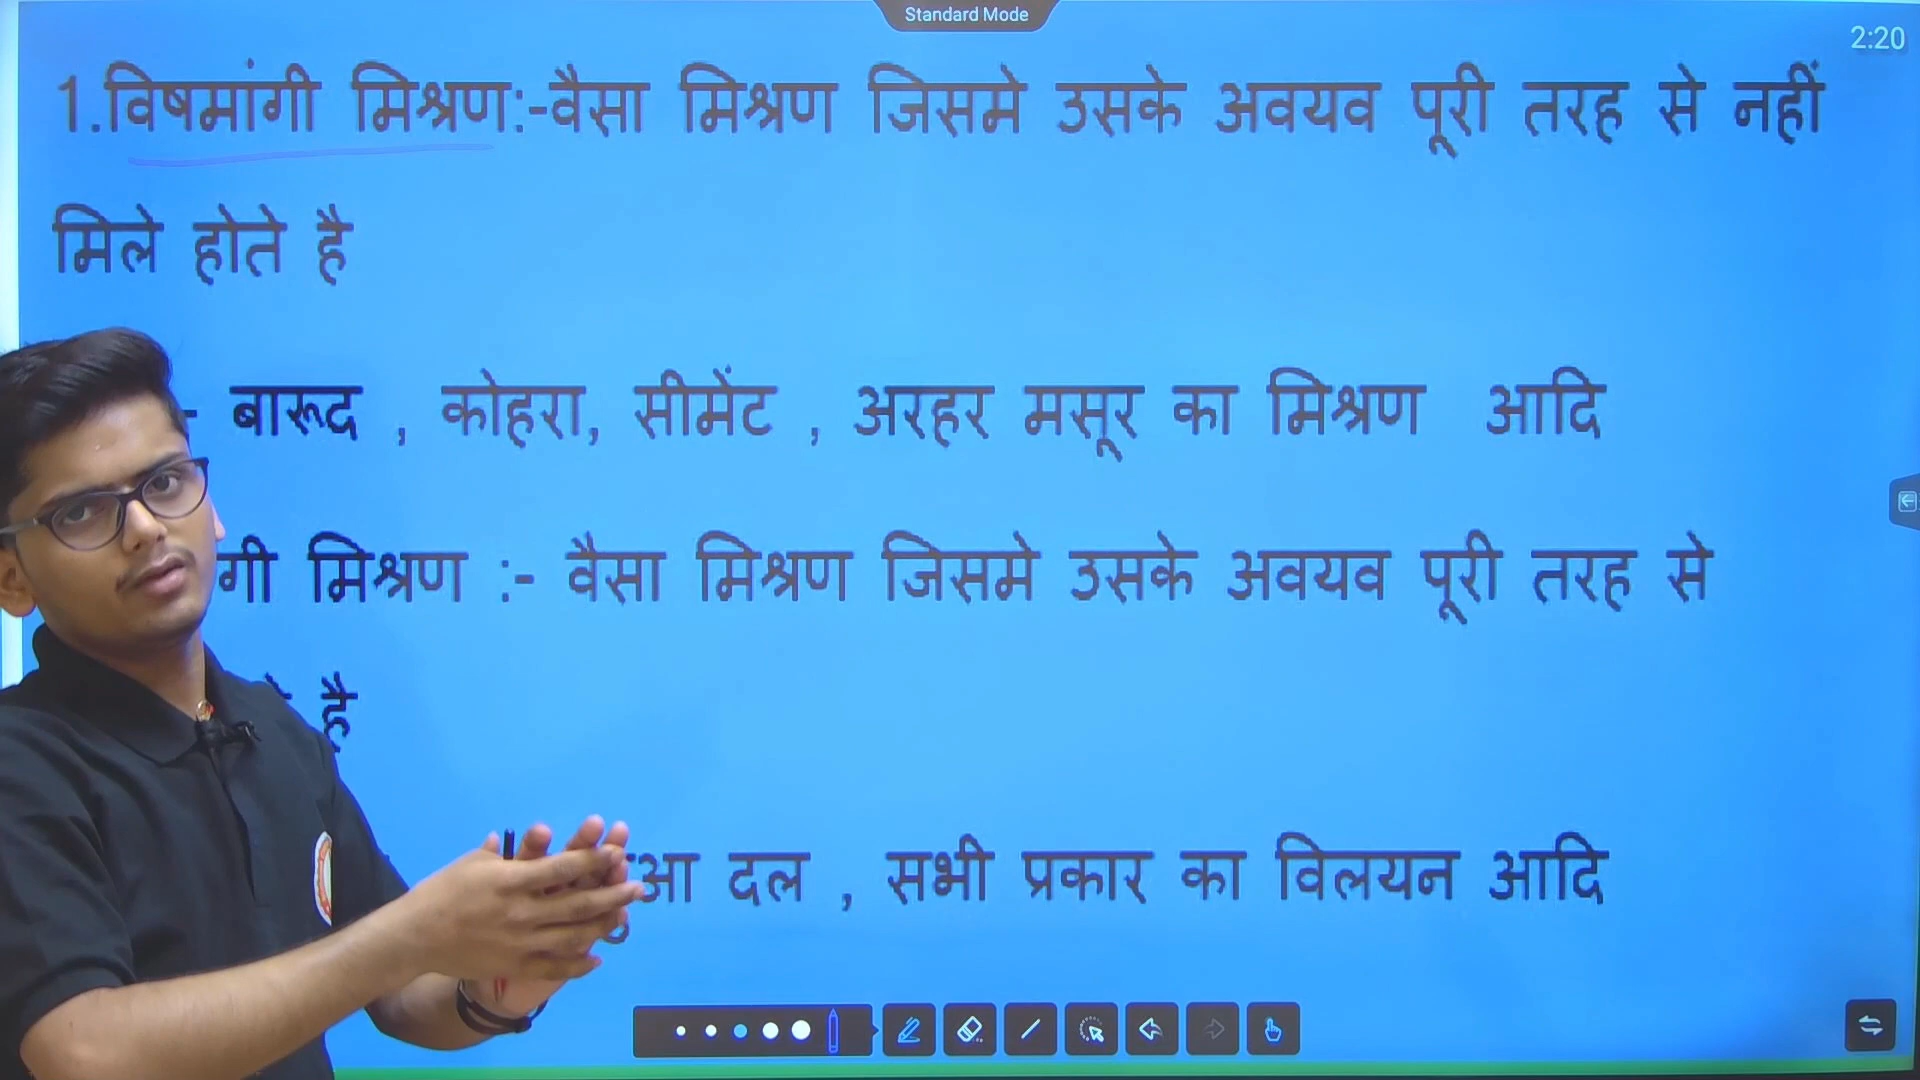 Standard Mode
2:20
1.विषमांगी मिश्रण:-वैसा मिश्रण जिसमे उसके अवयव पूरी तरह से नहीं
मिले होते है
- बारूद , कोहरा, सीमेंट , अरहर मसूर का मिश्रण आदि
गी मिश्रण :- वैसा मिश्रण जिसमे उसके अवयव पूरी तरह से
है
आ दल , सभी प्रकार का विलयन आदि